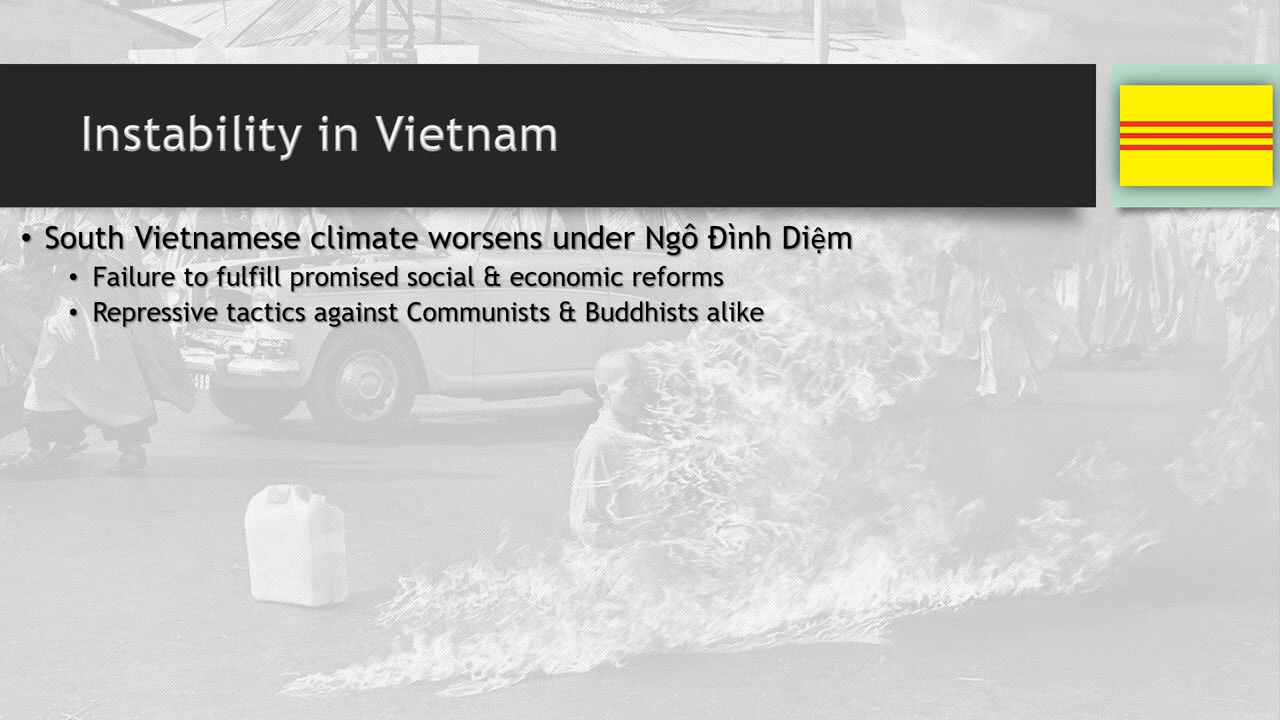 Instability in Vietnam
• South Vietnamese climate worsens under Ngô Đình Diệm
• Failure to fulfill promised social & economic reforms
• Repressive tactics against Communists & Buddhists alike